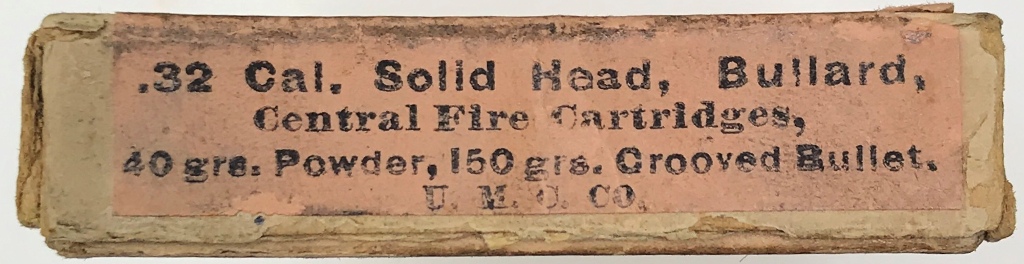 .32 Cal. Solid Head, Bullard,
Central Fire Cartridges,
40 grs. Powder, 150 grs. Grooved Bullet.
U. M. C. CO.